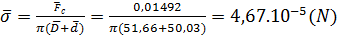 σ̅ = F̅c / π(D̅+d̅) = 0,01492 / π(51,66+50,03) = 4,67.10⁻⁵(N)